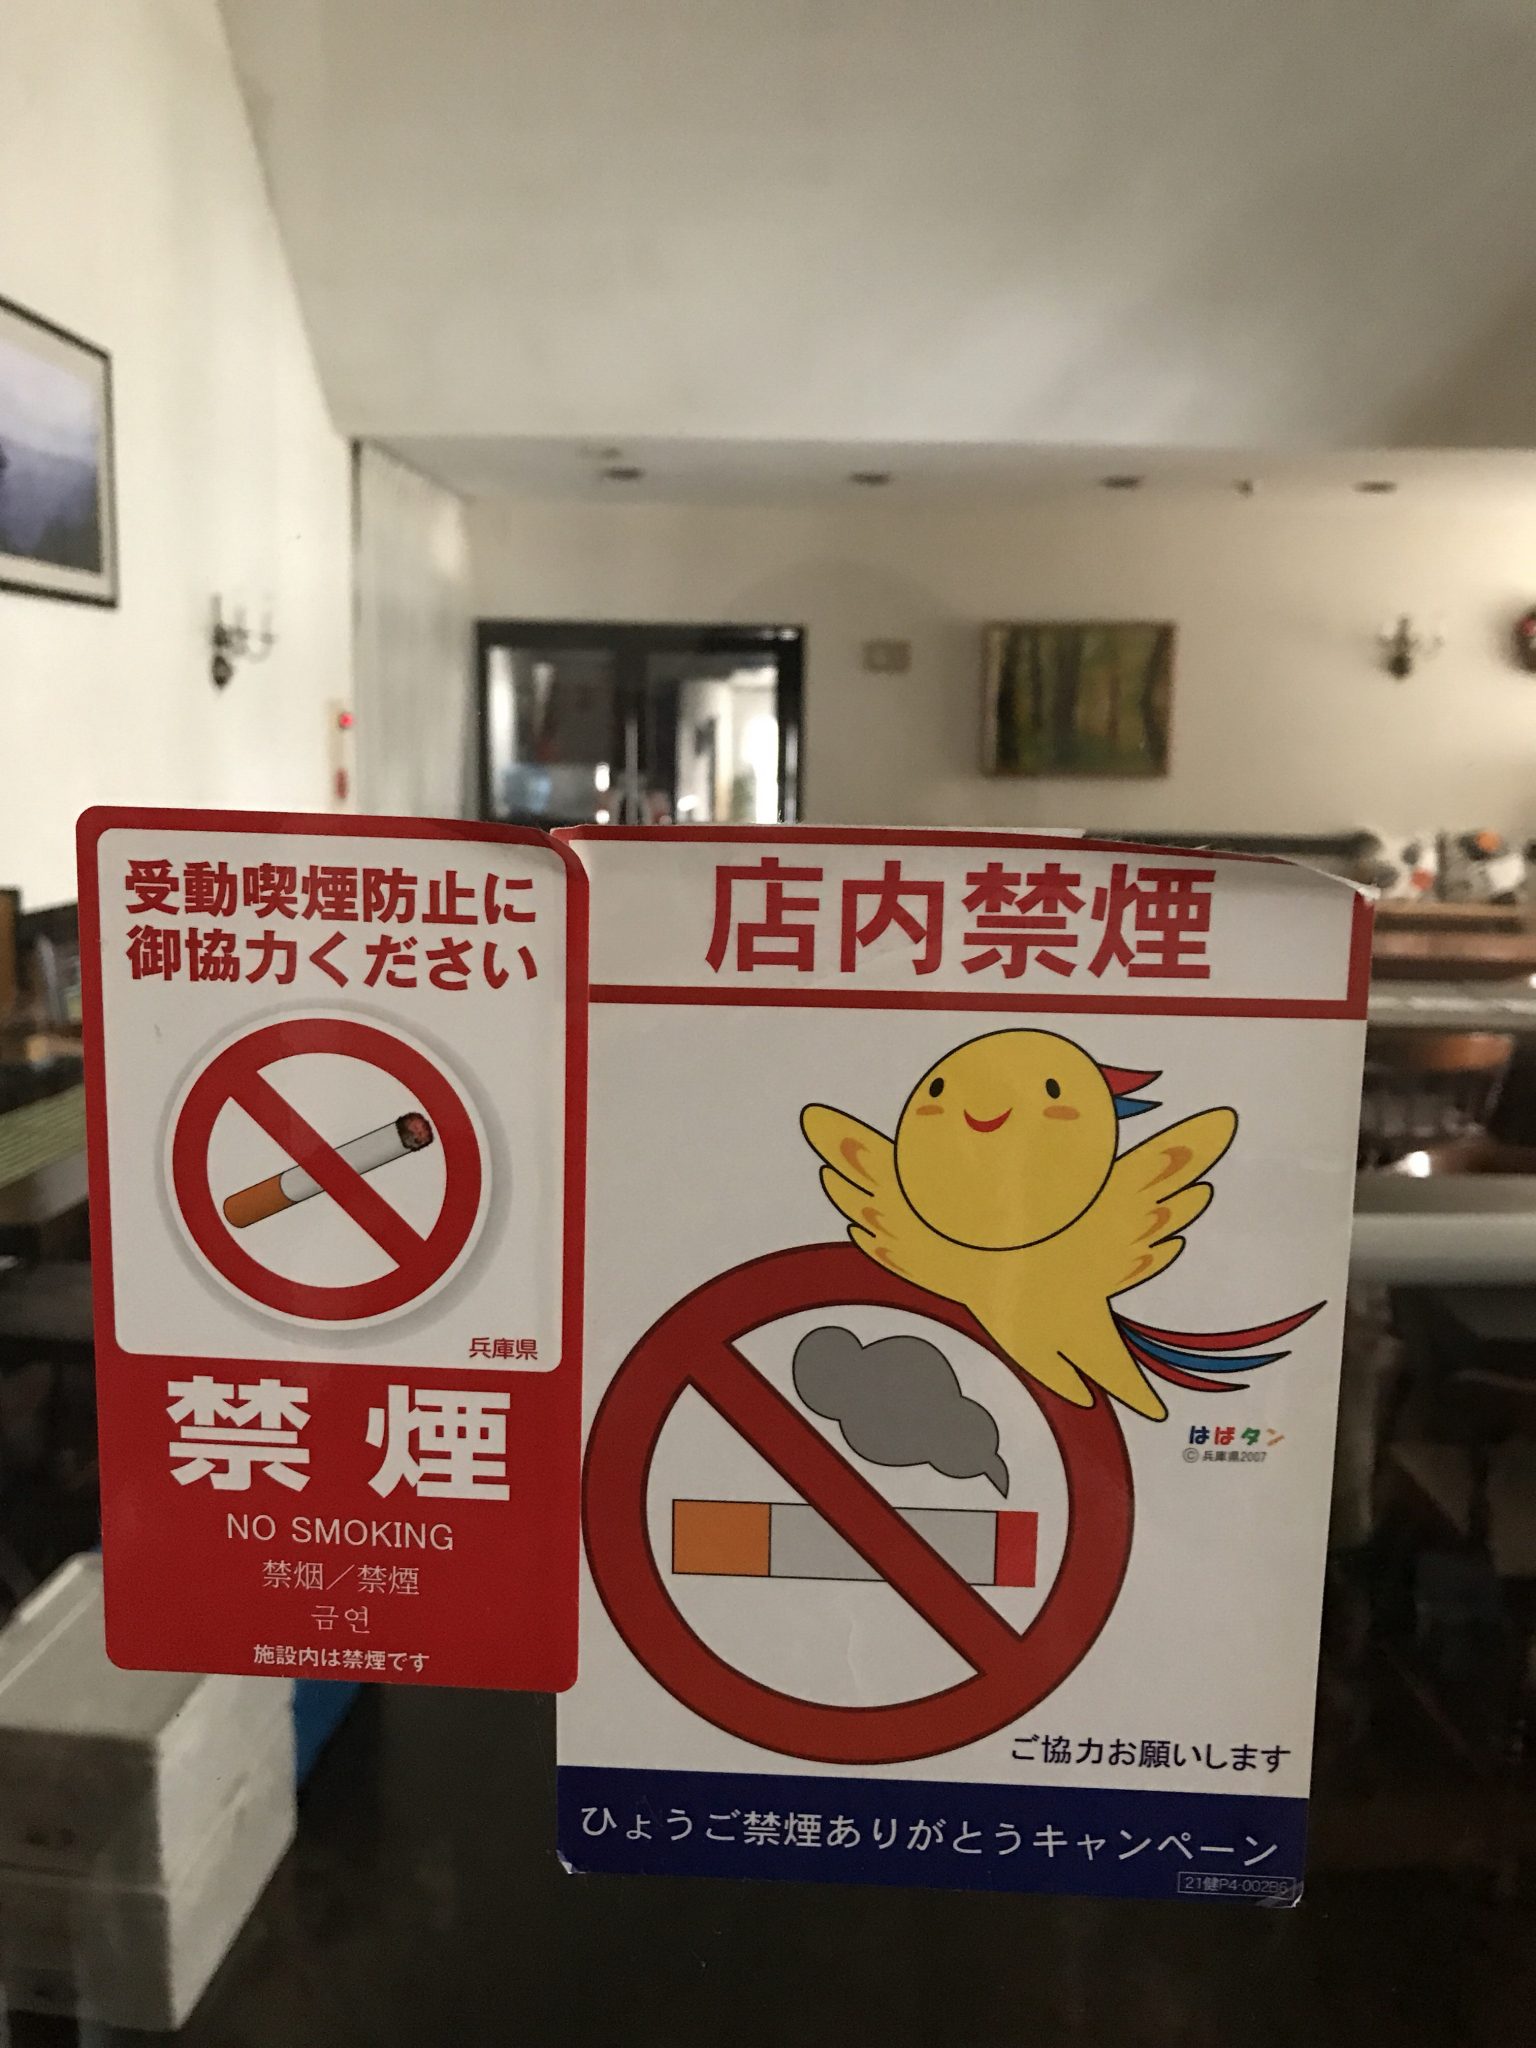 受動喫煙防止に
御協力ください
兵庫県
禁煙
NO SMOKING
禁烟／禁煙
금연
施設内は禁煙です
店内禁煙
はばタン
©兵庫県2007
ご協力お願いします
ひょうご禁煙ありがとうキャンペーン
21健P4-002B6